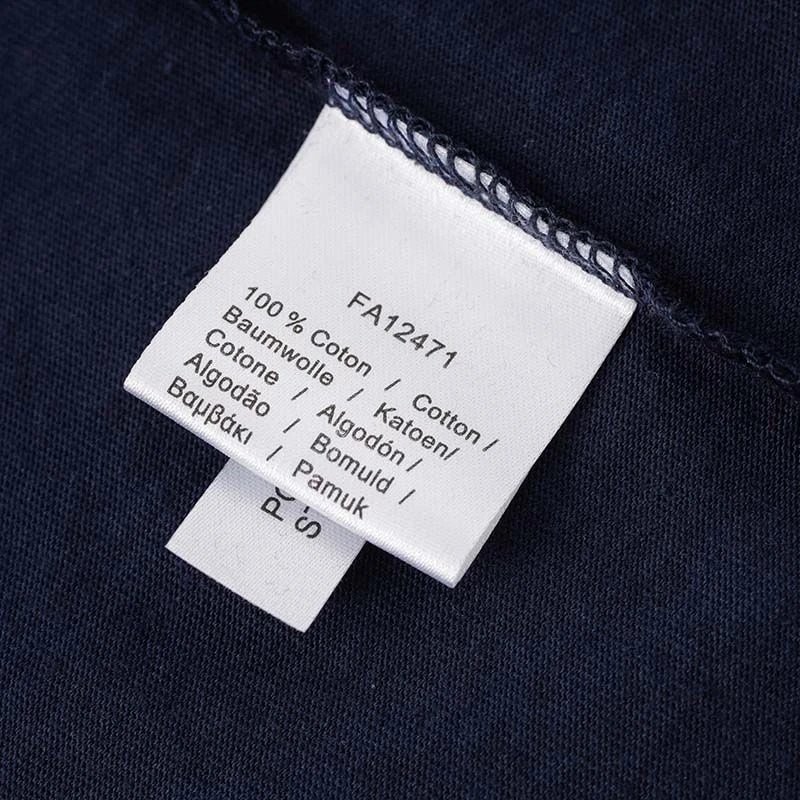 FA12471
100 % Coton / Cotton /
Baumwolle / Katoen/
Cotone / Algodón /
Algodão / Bomuld /
Βαμβάκι / Pamuk